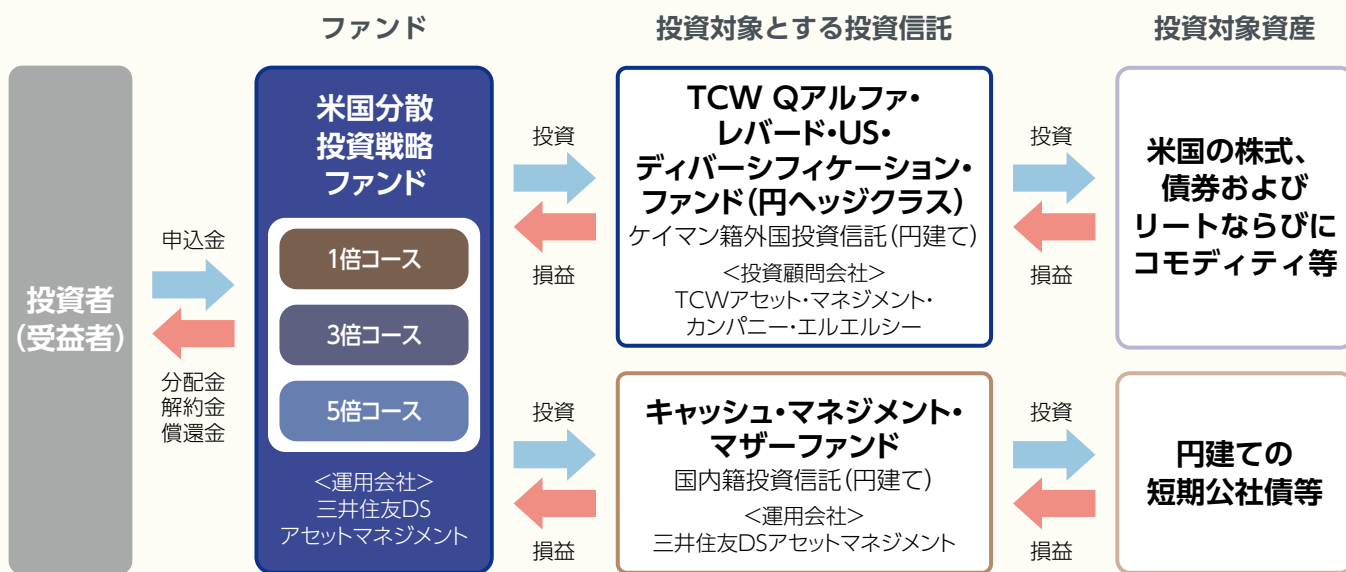 ファンド
投資対象とする投資信託
投資対象資産
投資者
(受益者)
申込金
分配金
解約金
償還金
米国分散
投資戦略
ファンド
1倍コース
3倍コース
5倍コース
<運用会社>
三井住友DS
アセットマネジメント
投資
損益
投資
損益
TCW Qアルファ・
レバード・US・
ディバーシフィケーション・
ファンド(円ヘッジクラス)
ケイマン籍外国投資信託(円建て)
<投資顧問会社>
TCWアセット・マネジメント・
カンパニー・エルエルシー
キャッシュ・マネジメント・
マザーファンド
国内籍投資信託(円建て)
<運用会社>
三井住友DSアセットマネジメント
投資
損益
投資
損益
米国の株式、
債券および
リートならびに
コモディティ等
円建ての
短期公社債等